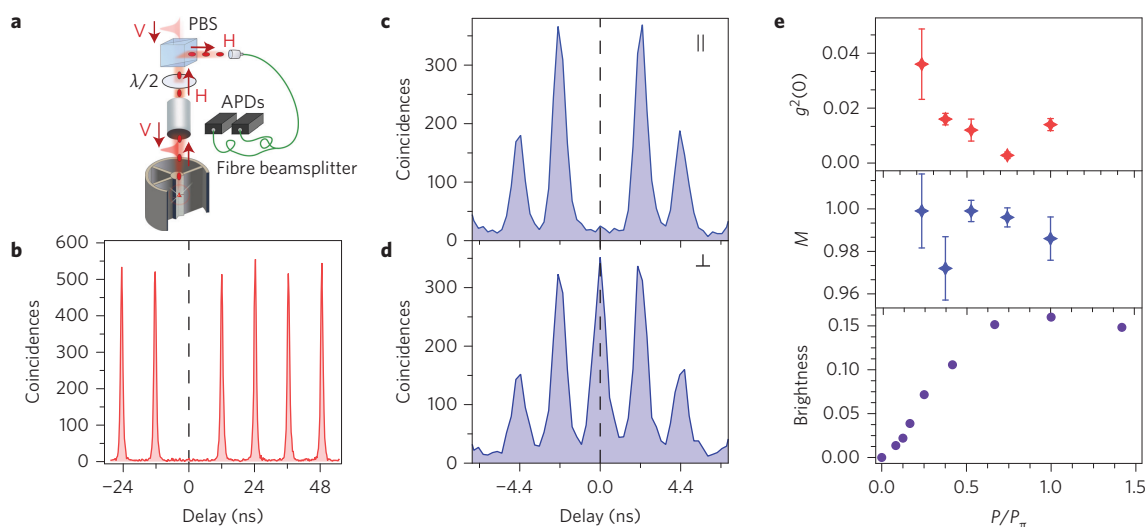 a
PBS
V
H
λ/2
H
APDs
V
Fibre beamsplitter
b
600
500
400
300
200
100
0
Coincidences
−24
0
24
48
Delay (ns)
c
||
300
200
100
0
Coincidences
d
⊥
300
200
100
0
Coincidences
−4.4
0.0
4.4
Delay (ns)
e
0.04
0.02
0.00
g²(0)
1.00
0.98
0.96
M
0.15
0.10
0.05
0.00
Brightness
0.0
0.5
1.0
1.5
P/Pπ